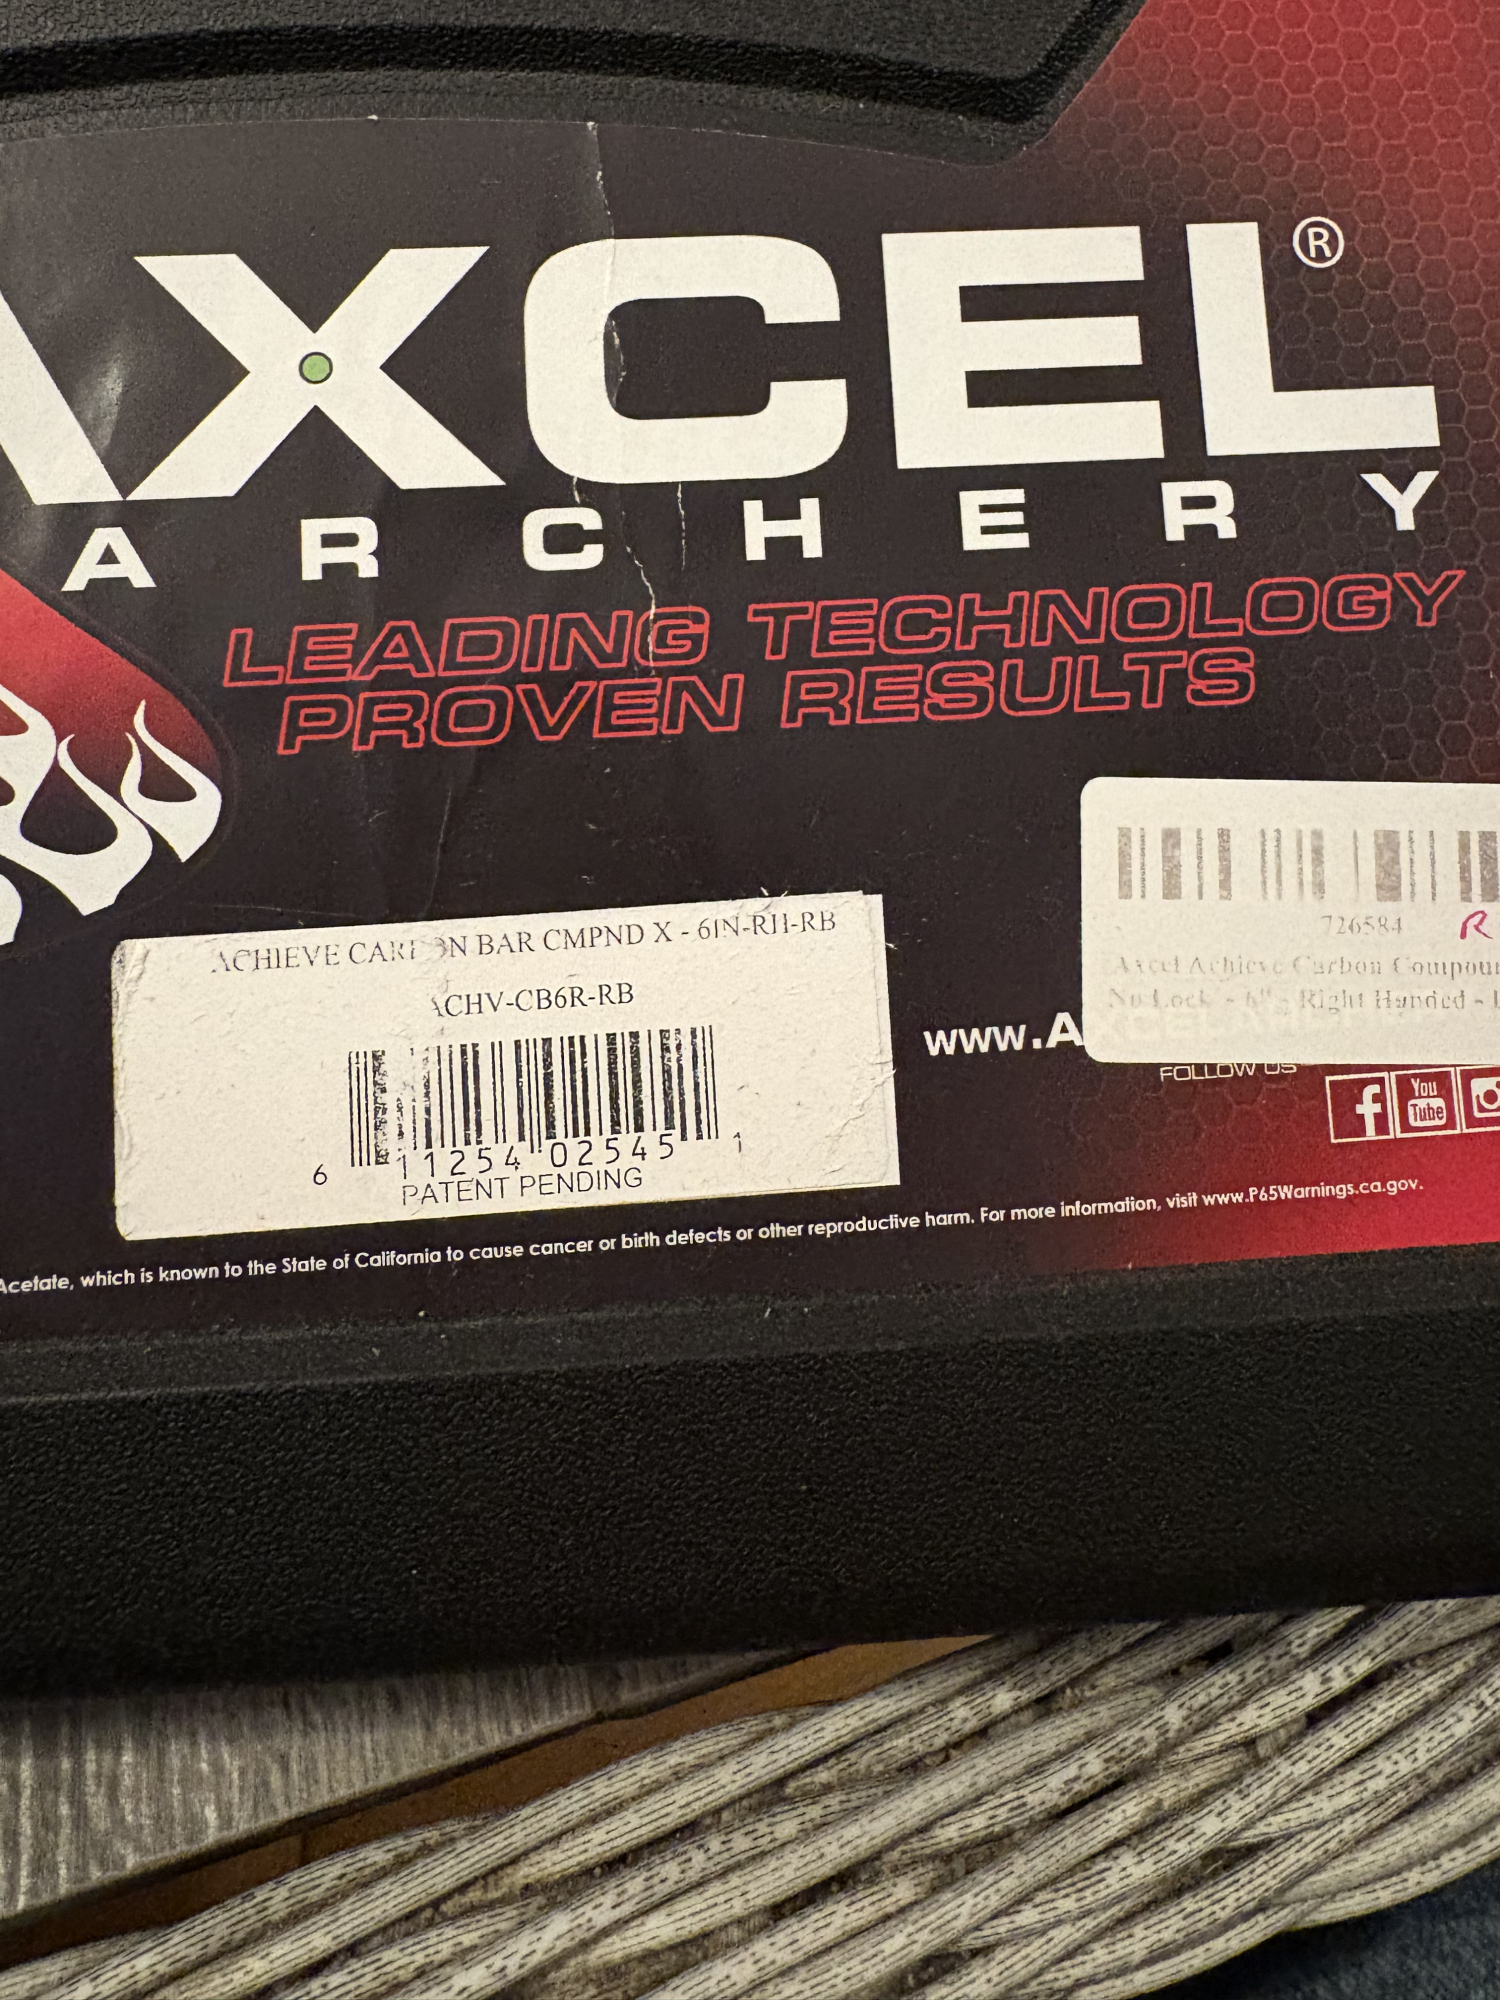 AXCEL®
ARCHERY
LEADING TECHNOLOGY
PROVEN RESULTS
ACHIEVE CARBON BAR CMPND X - 6IN-RH-RB
ACHV-CB6R-RB
6 11254 02545 1
PATENT PENDING
726584 R
Axcel Achieve Carbon Compou
No Lock - 6" - Right Handed -
www.A
FOLLOW US
f You Tube
Acetate, which is known to the State of California to cause cancer or birth defects or other reproductive harm. For more information, visit www.P65Warnings.ca.gov.